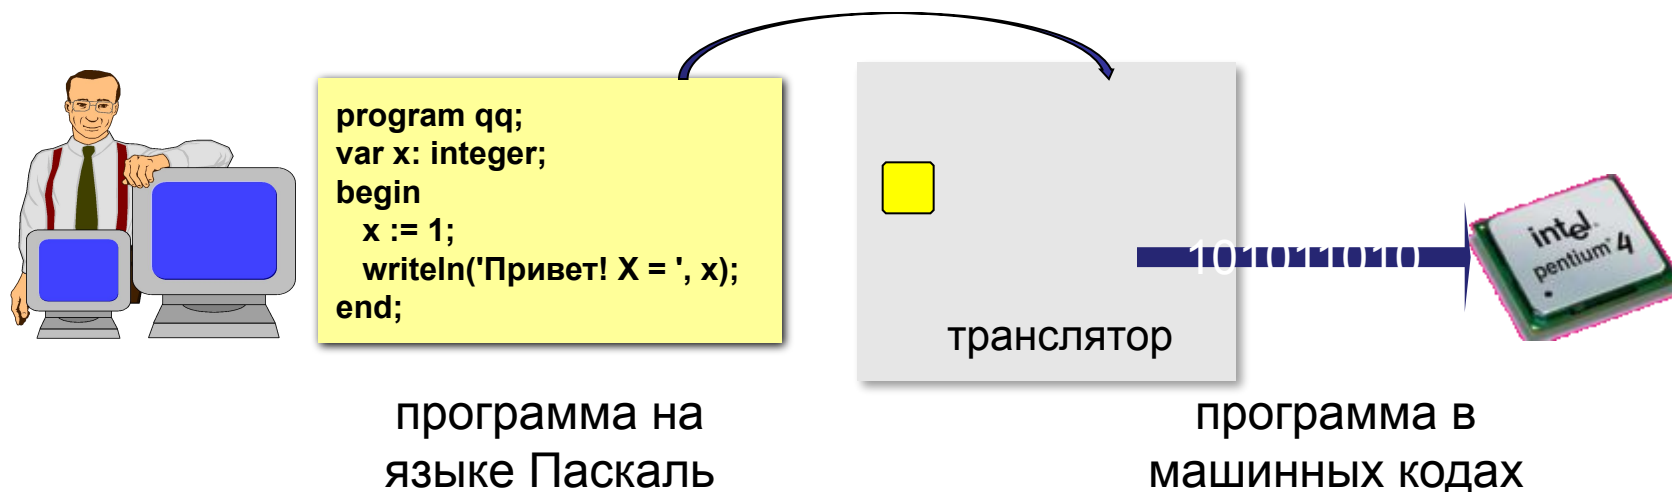 program qq;
var x: integer;
begin
x := 1;
writeln('Привет! X = ', x);
end;
транслятор
101011010
intel
pentium 4
программа на
языке Паскаль
программа в
машинных кодах